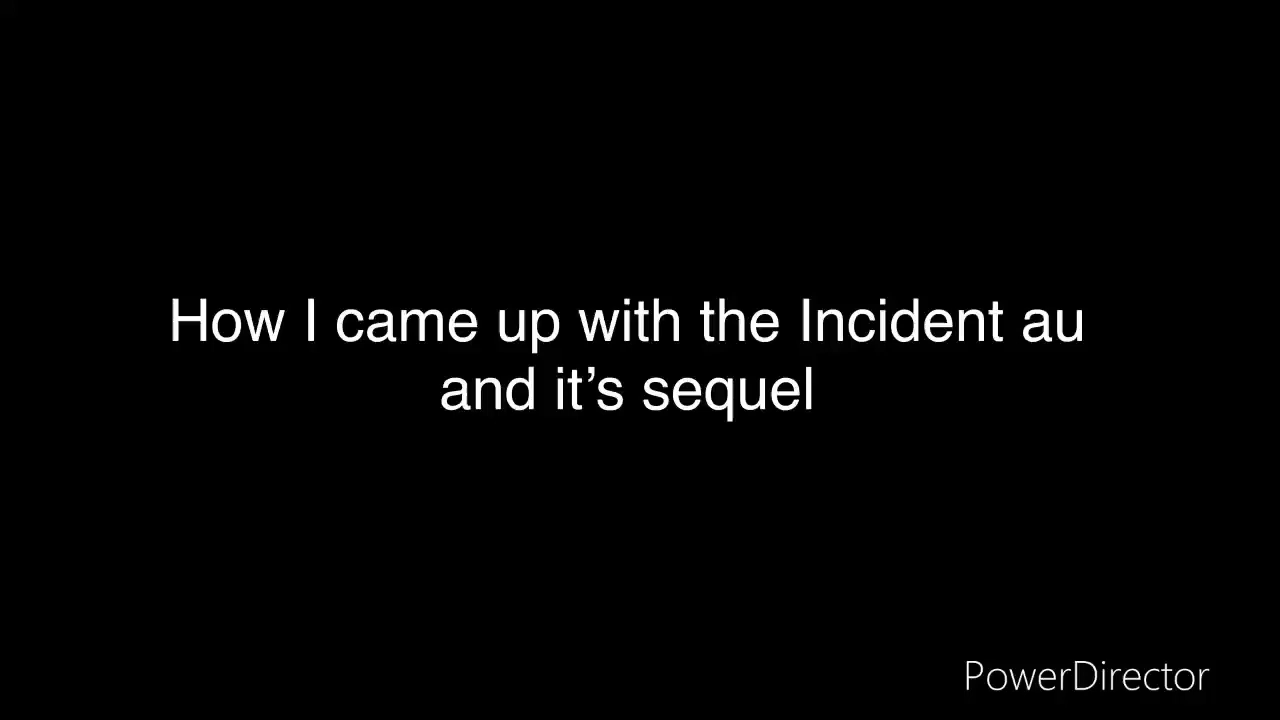 How I came up with the Incident au
and it’s sequel
PowerDirector